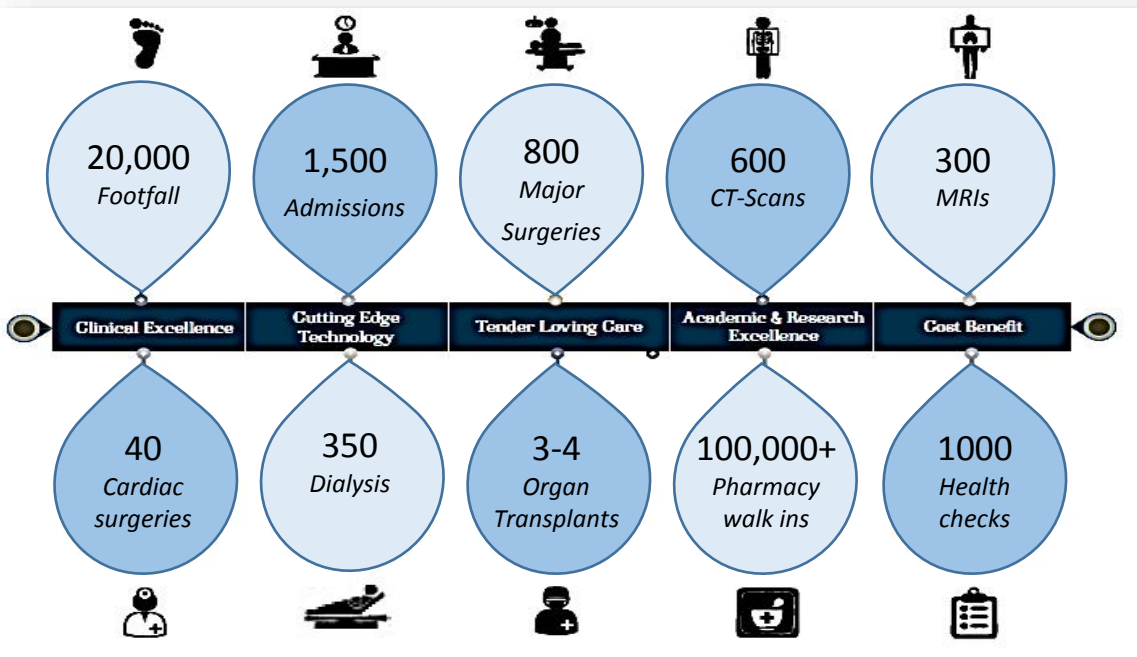 20,000
Footfall
1,500
Admissions
800
Major
Surgeries
600
CT-Scans
300
MRIs
Clinical Excellence
Cutting Edge
Technology
Tender Loving Care
Academic & Research
Excellence
Cost Benefit
40
Cardiac
surgeries
350
Dialysis
3-4
Organ
Transplants
100,000+
Pharmacy
walk ins
1000
Health
checks